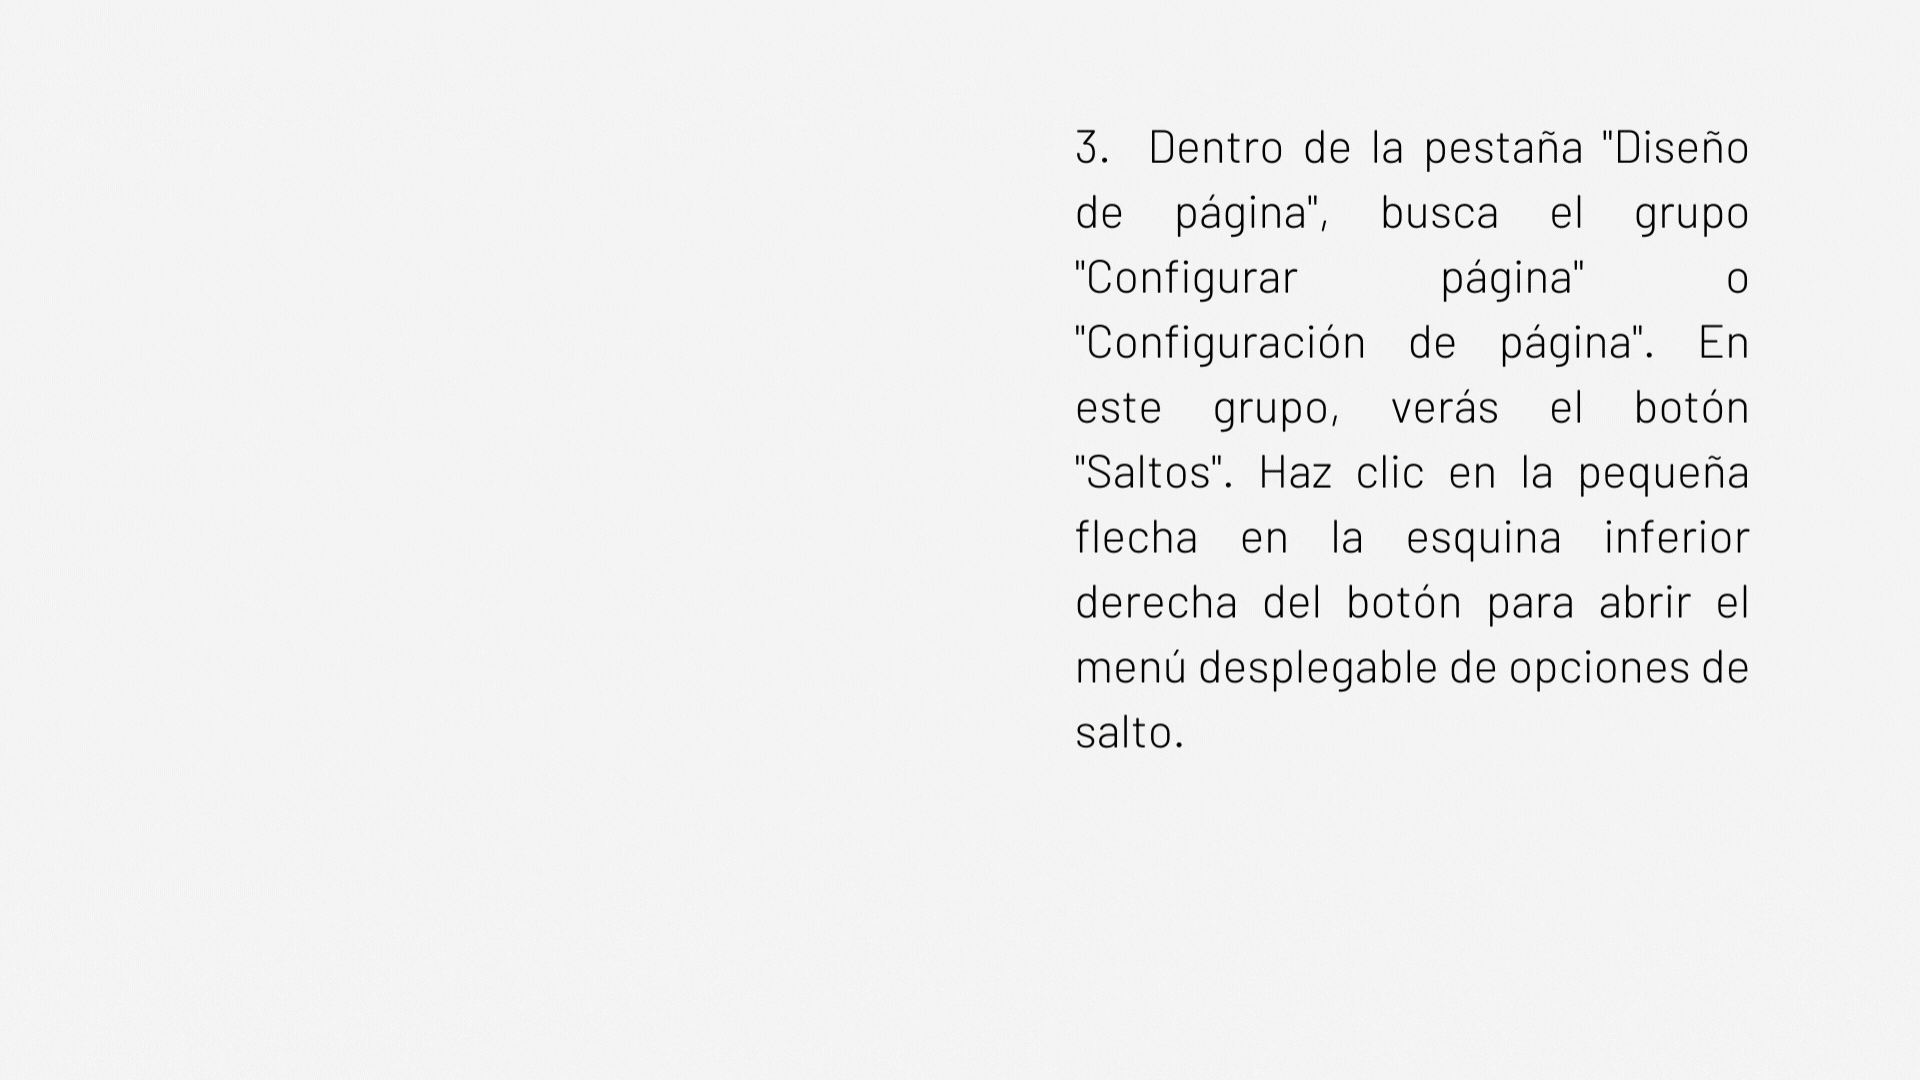 3. Dentro de la pestaña "Diseño
de página", busca el grupo
"Configurar página" o
"Configuración de página". En
este grupo, verás el botón
"Saltos". Haz clic en la pequeña
flecha en la esquina inferior
derecha del botón para abrir el
menú desplegable de opciones de
salto.